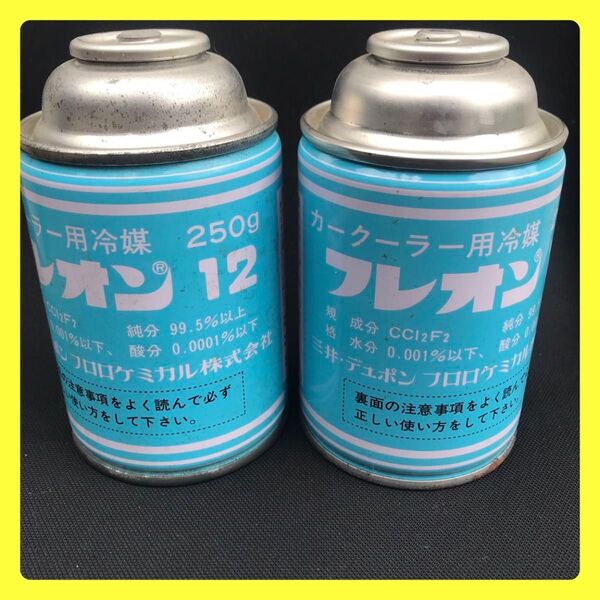 ラー用冷媒 250g
レオン® 12
CCl2F2 純分 99.5%以上
.001%以下、酸分 0.0001%以下
ン フロロケミカル株式会社
の注意事項をよく読んで必ず
い使い方をして下さい。
カークーラー用冷媒
フレオン®
規格 成分 CCl2F2 純分 99.
水分 0.001%以下、酸分 0
三井・デュポン フロロケミカル
裏面の注意事項をよく読ん
正しい使い方をして下さ